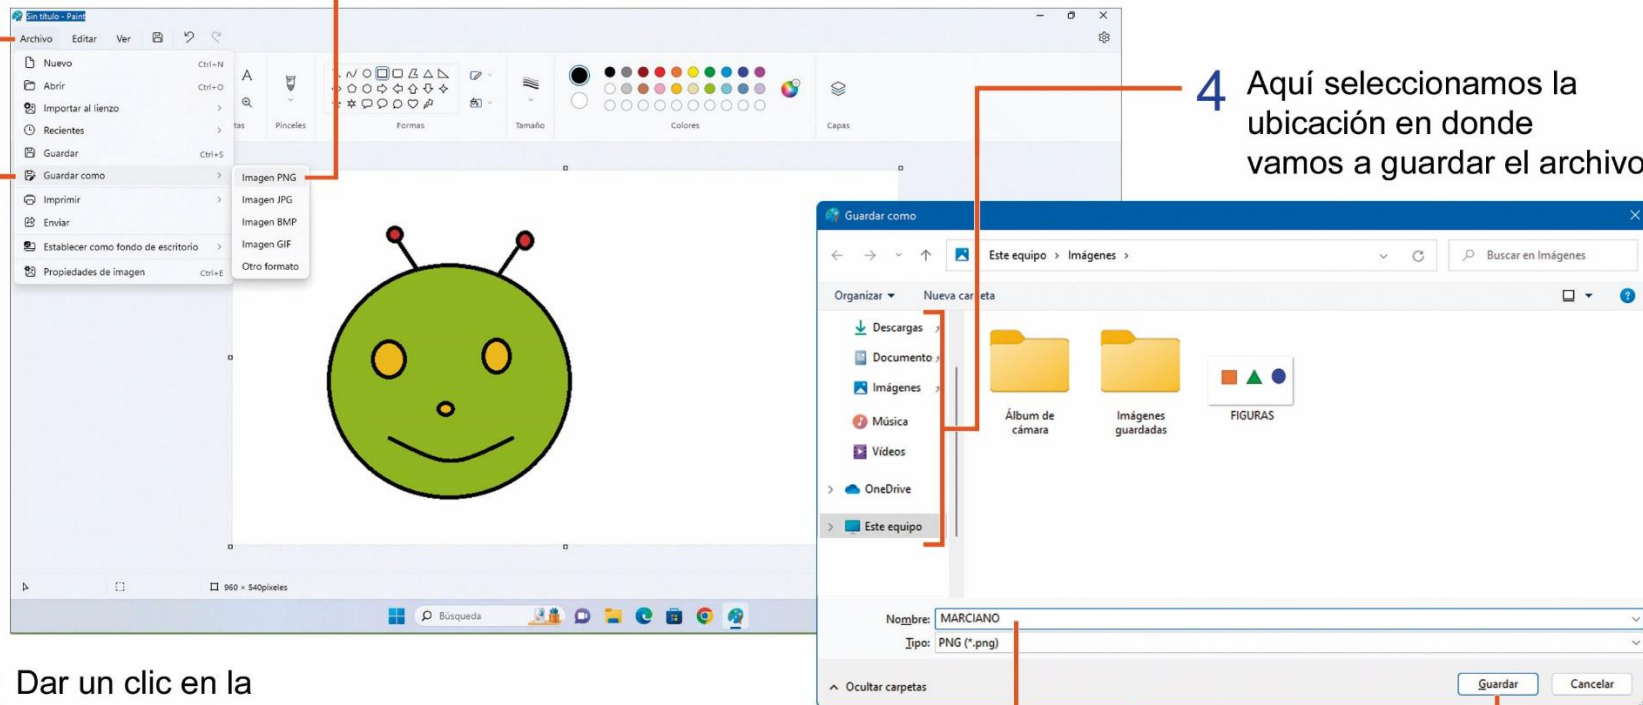 Sin título - Paint
Archivo Editar Ver
Nuevo Ctrl+N
Abrir Ctrl+O
Importar al lienzo
Recientes
Guardar Ctrl+S
Guardar como
Imprimir
Enviar
Establecer como fondo de escritorio
Propiedades de imagen Ctrl+E
Imagen PNG
Imagen JPG
Imagen BMP
Imagen GIF
Otro formato
A
Pinceles Formas Tamaño Colores Capas
960 × 540píxeles
Búsqueda
4 Aquí seleccionamos la
ubicación en donde
vamos a guardar el archivo
Guardar como
Este equipo > Imágenes >
Buscar en Imágenes
Organizar Nueva carpeta
Descargas
Documento
Imágenes
Música
Vídeos
OneDrive
Este equipo
Álbum de
cámara
Imágenes
guardadas
FIGURAS
Nombre: MARCIANO
Tipo: PNG (*.png)
Ocultar carpetas
Guardar Cancelar
Dar un clic en la